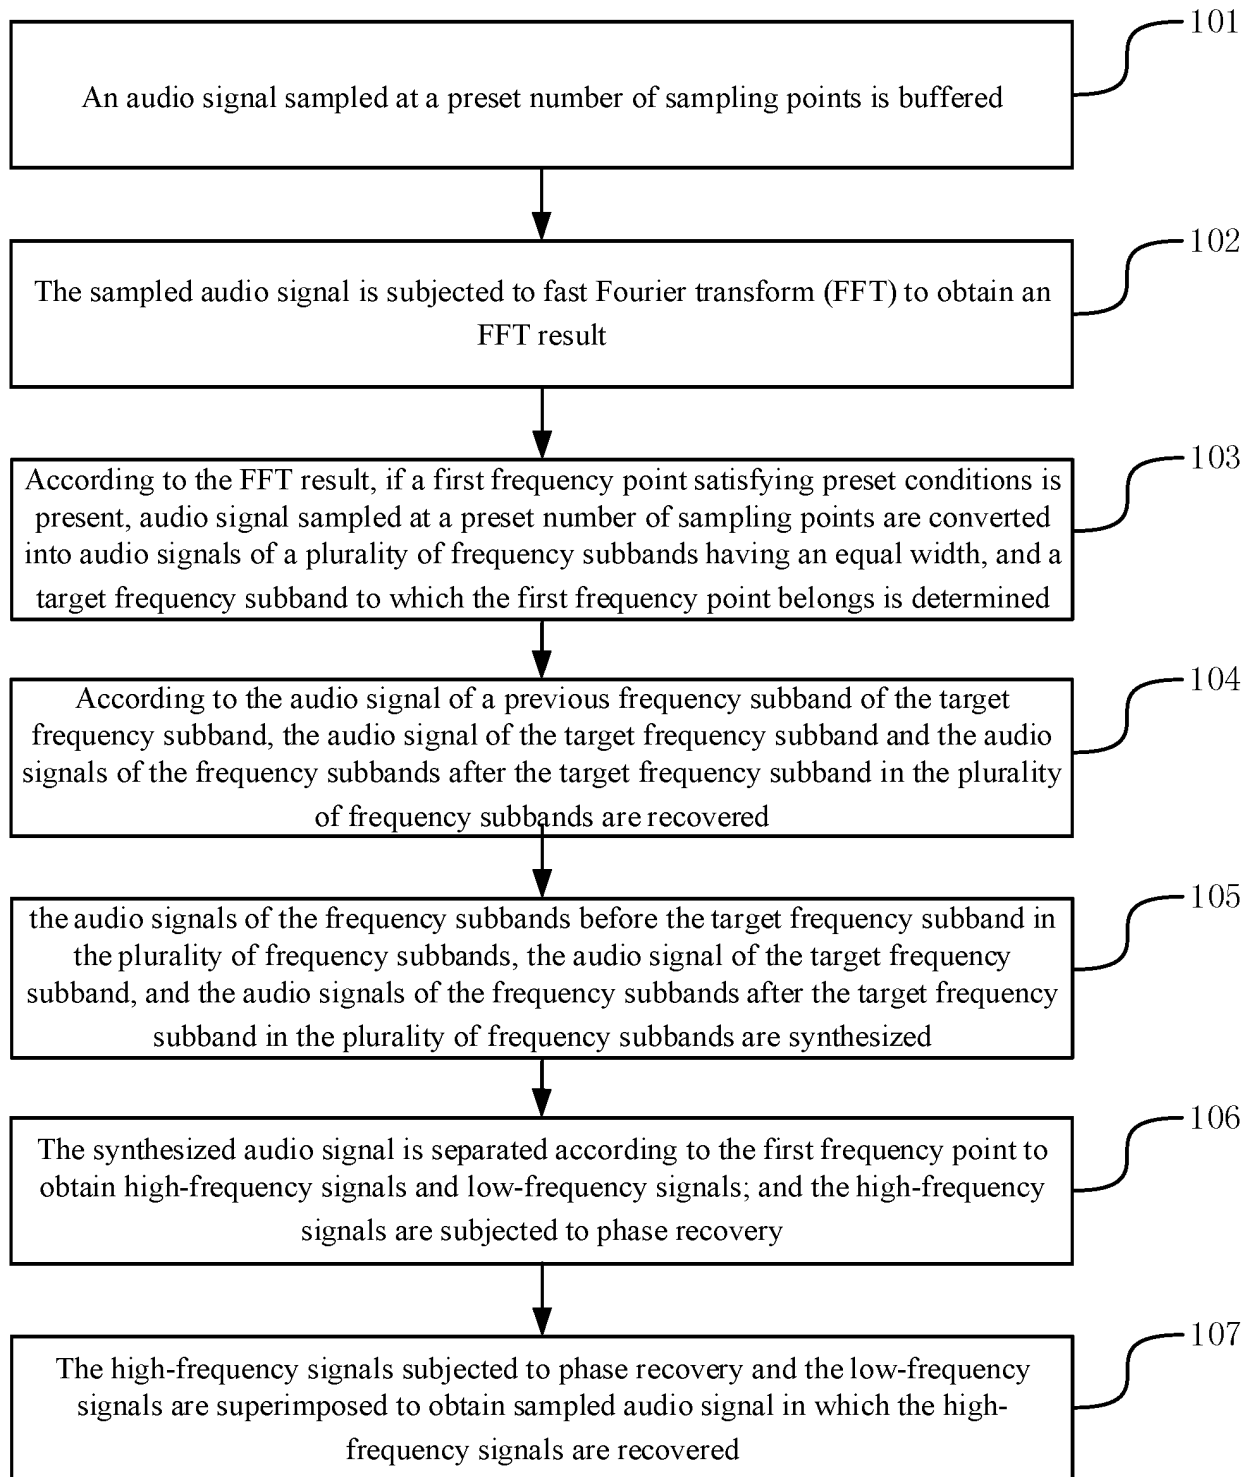 101
An audio signal sampled at a preset number of sampling points is buffered
102
The sampled audio signal is subjected to fast Fourier transform (FFT) to obtain an
FFT result
103
According to the FFT result, if a first frequency point satisfying preset conditions is
present, audio signal sampled at a preset number of sampling points are converted
into audio signals of a plurality of frequency subbands having an equal width, and a
target frequency subband to which the first frequency point belongs is determined
104
According to the audio signal of a previous frequency subband of the target
frequency subband, the audio signal of the target frequency subband and the audio
signals of the frequency subbands after the target frequency subband in the plurality
of frequency subbands are recovered
105
the audio signals of the frequency subbands before the target frequency subband in
the plurality of frequency subbands, the audio signal of the target frequency
subband, and the audio signals of the frequency subbands after the target frequency
subband in the plurality of frequency subbands are synthesized
106
The synthesized audio signal is separated according to the first frequency point to
obtain high-frequency signals and low-frequency signals; and the high-frequency
signals are subjected to phase recovery
107
The high-frequency signals subjected to phase recovery and the low-frequency
signals are superimposed to obtain sampled audio signal in which the high-
frequency signals are recovered